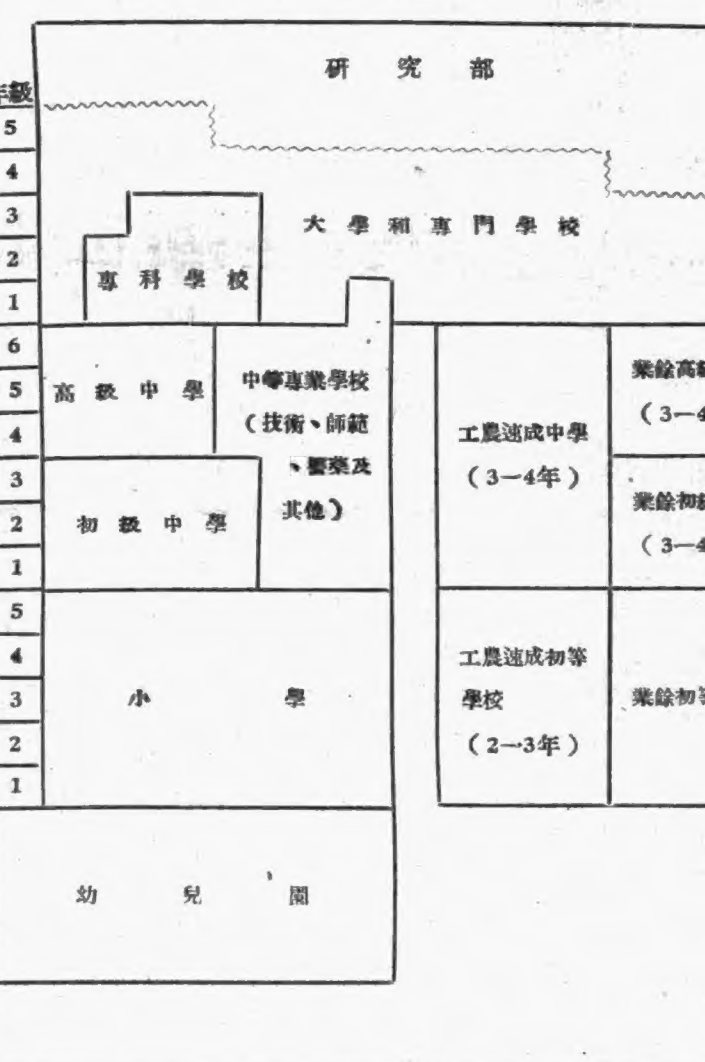 研究部
年級
5
4
3
2
1
大學和專門學校
專科學校
6
5
4
3
2
1
高級中學
中等專業學校
(技術、師範
、醫藥及
其他)
初級中學
工農速成中學
(3—4年)
業餘高級
(3—4
業餘初級
(3—4
5
4
3
2
1
小學
工農速成初等
學校
(2—3年)
業餘初等
幼兒園